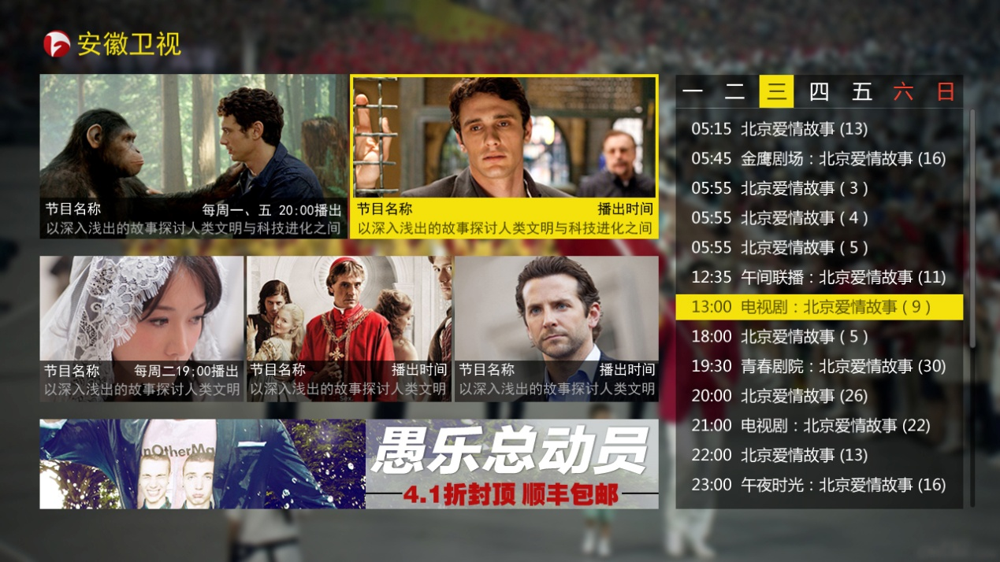 安徽卫视
节目名称 每周一、五 20:00播出
以深入浅出的故事探讨人类文明与科技进化之间
节目名称 播出时间
以深入浅出的故事探讨人类文明与科技进化之间
节目名称 每周二19:00播出
以深入浅出的故事探讨人类文明
节目名称 播出时间
以深入浅出的故事探讨人类文明
节目名称 播出时间
以深入浅出的故事探讨人类文明
nOtherMa
愚乐总动员
4.1折封顶 顺丰包邮
一 二 三 四 五 六 日
05:15 北京爱情故事 (13)
05:45 金鹰剧场：北京爱情故事 (16)
05:55 北京爱情故事 ( 3 )
05:55 北京爱情故事 ( 4 )
05:55 北京爱情故事 ( 5 )
12:35 午间联播：北京爱情故事 (11)
13:00 电视剧：北京爱情故事 ( 9 )
18:00 北京爱情故事 ( 5 )
19:30 青春剧院：北京爱情故事 (30)
20:00 北京爱情故事 (26)
21:00 电视剧：北京爱情故事 (22)
22:00 北京爱情故事 (13)
23:00 午夜时光：北京爱情故事 (16)